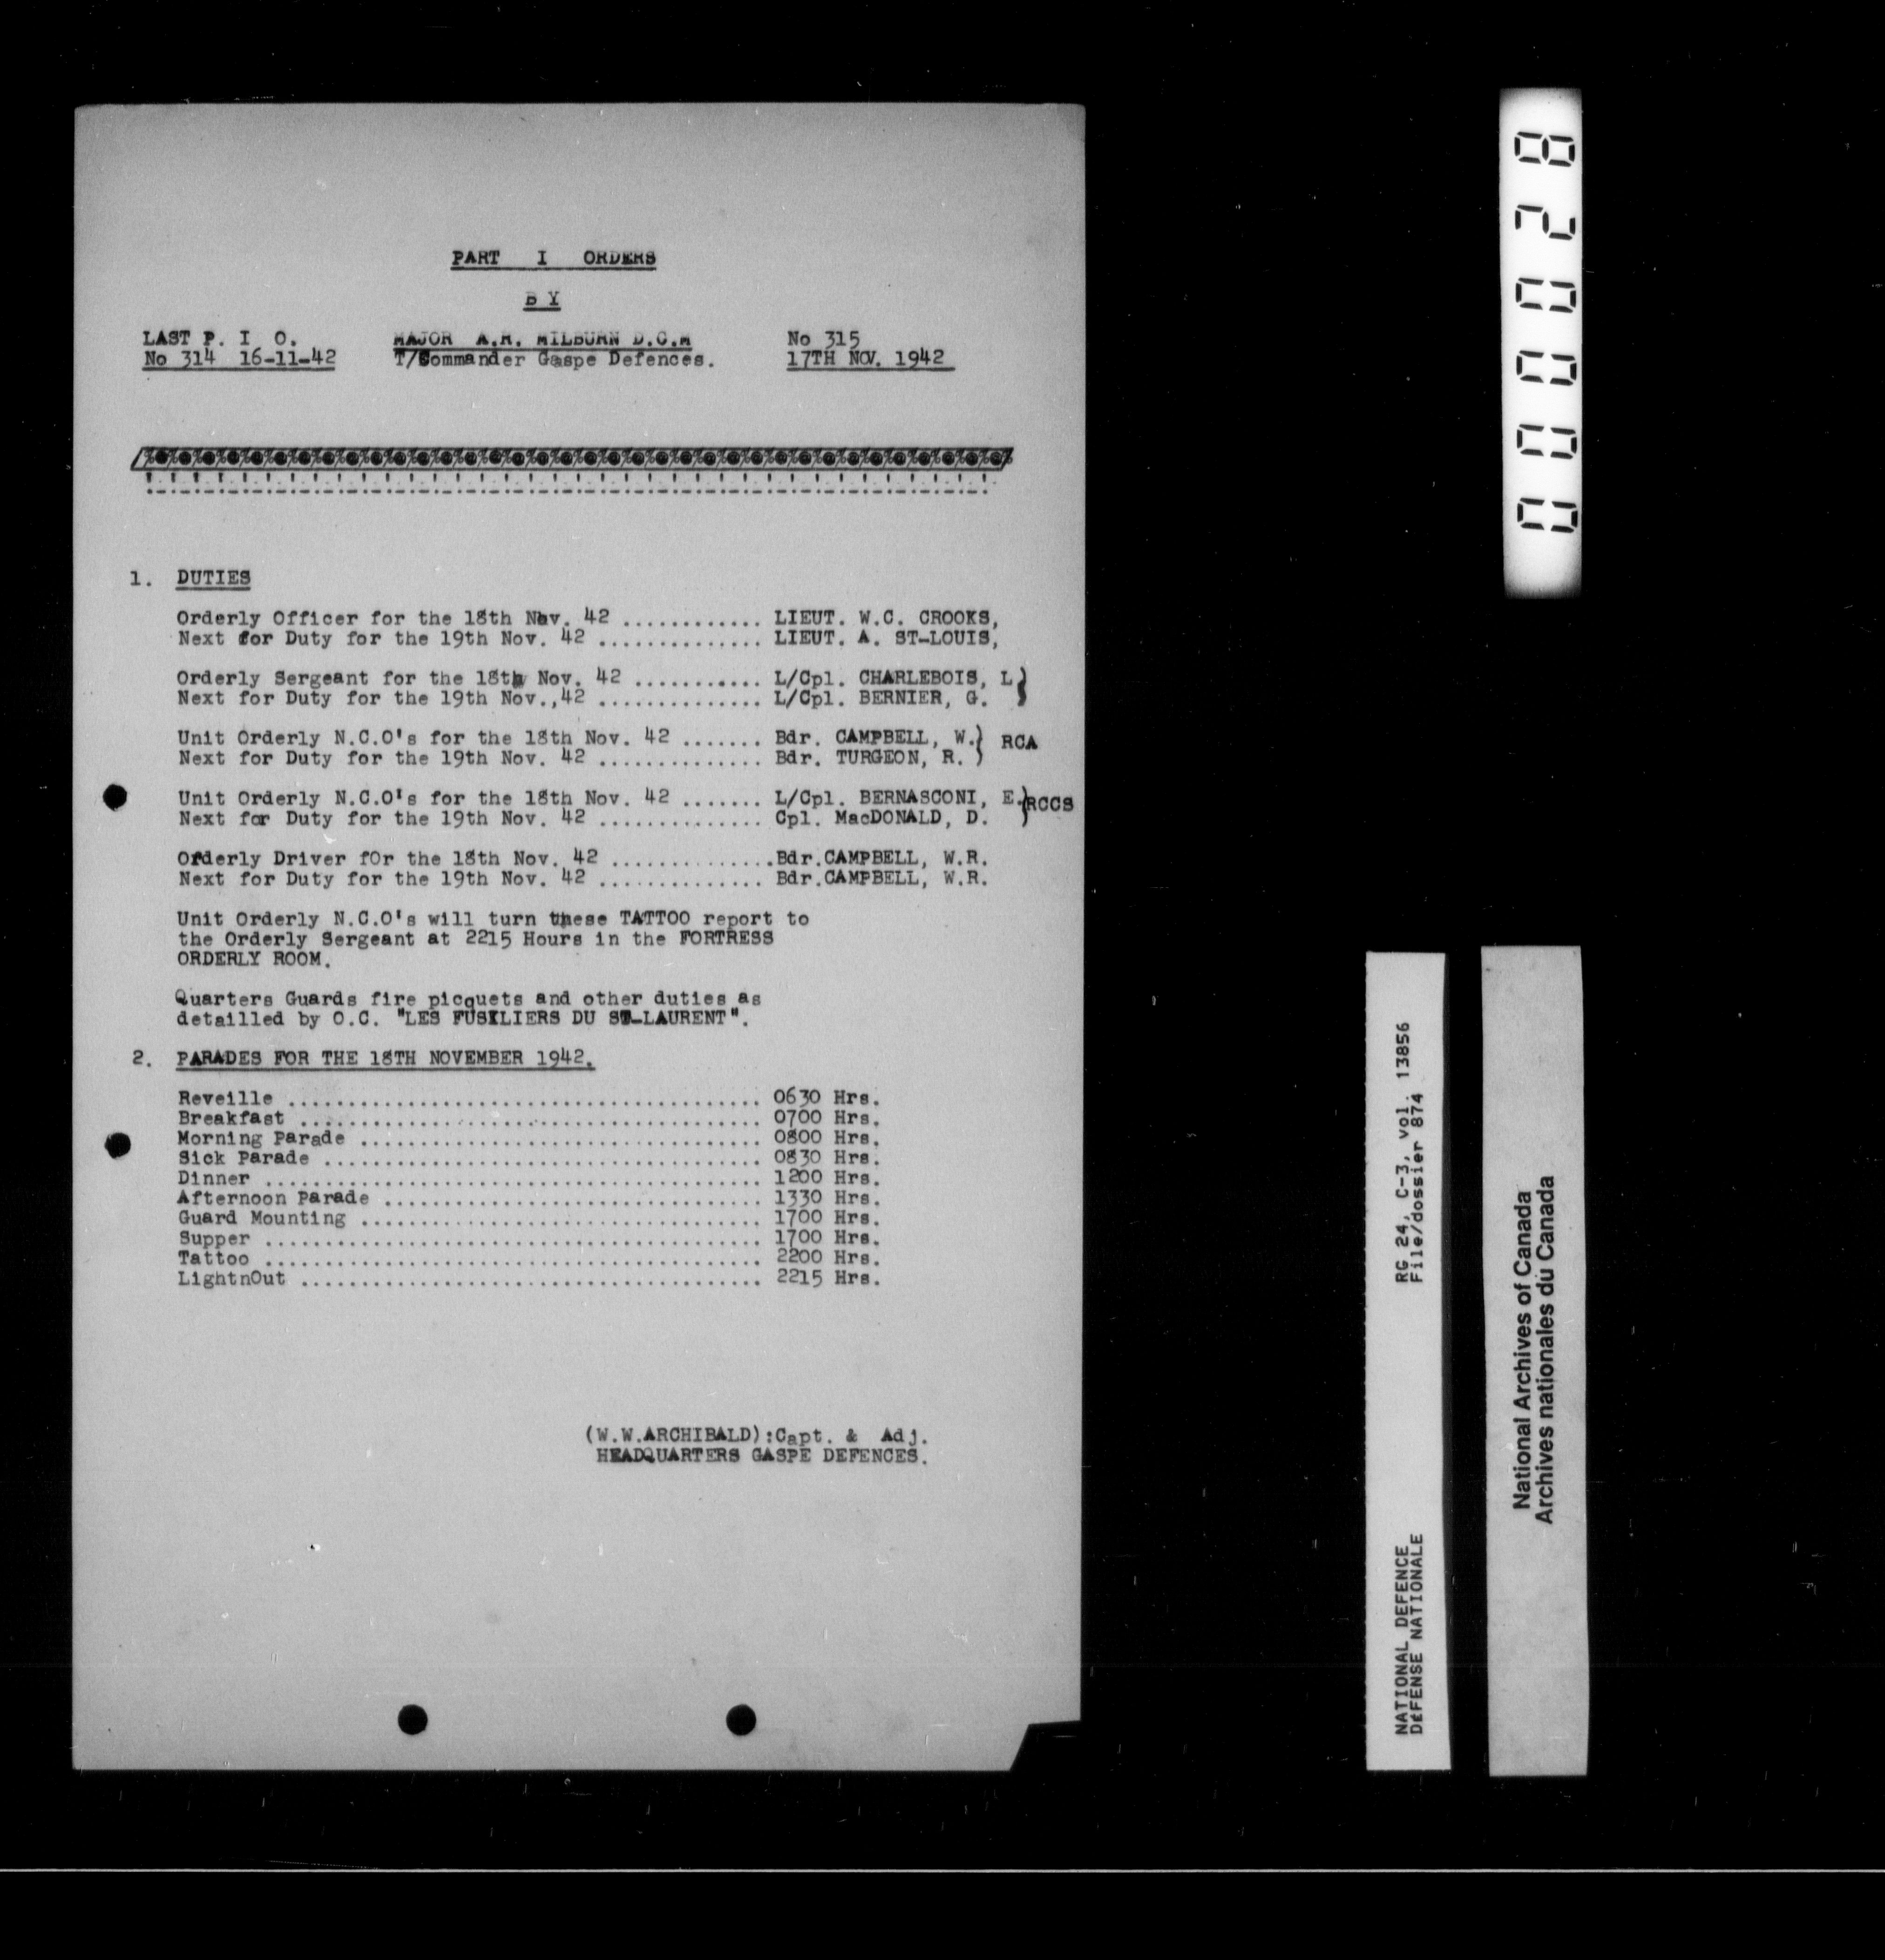 PART I ORDERS
B Y
LAST P. I O.
No 314 16-11-42
MAJOR A.R. MILBURN D.C.M
T/Commander Gaspe Defences.
No 315
17TH NOV. 1942
1. DUTIES
Orderly Officer for the 18th Nov. 42 ............ LIEUT. W.C. CROOKS,
Next for Duty for the 19th Nov. 42 .............. LIEUT. A. ST-LOUIS,
Orderly Sergeant for the 18th Nov. 42 ........... L/Cpl. CHARLEBOIS, L)
Next for Duty for the 19th Nov.,42 .............. L/Cpl. BERNIER, G. )
Unit Orderly N.C.O's for the 18th Nov. 42 ....... Bdr. CAMPBELL, W.) RCA
Next for Duty for the 19th Nov. 42 .............. Bdr. TURGEON, R. )
Unit Orderly N.C.O's for the 18th Nov. 42 ....... L/Cpl. BERNASCONI, E.)RCCS
Next for Duty for the 19th Nov. 42 .............. Cpl. MacDONALD, D. )
Orderly Driver fOr the 18th Nov. 42 ..............Bdr.CAMPBELL, W.R.
Next for Duty for the 19th Nov. 42 .............. Bdr.CAMPBELL, W.R.
Unit Orderly N.C.O's will turn these TATTOO report to
the Orderly Sergeant at 2215 Hours in the FORTRESS
ORDERLY ROOM.
Quarters Guards fire picquets and other duties as
detailled by O.C. "LES FUSILIERS DU ST-LAURENT".
2. PARADES FOR THE 18TH NOVEMBER 1942.
Reveille ........................................ 0630 Hrs.
Breakfast ....................................... 0700 Hrs.
Morning Parade .................................. 0800 Hrs.
Sick Parade ..................................... 0830 Hrs.
Dinner .......................................... 1200 Hrs.
Afternoon Parade ................................ 1330 Hrs.
Guard Mounting .................................. 1700 Hrs.
Supper .......................................... 1700 Hrs.
Tattoo .......................................... 2200 Hrs.
LightnOut ....................................... 2215 Hrs.
(W.W.ARCHIBALD):Capt. & Adj.
HEADQUARTERS GASPE DEFENCES.
000028
NATIONAL DEFENCE
DÉFENSE NATIONALE
RG 24, C-3, vol. 13856
File/dossier 874
National Archives of Canada
Archives nationales du Canada